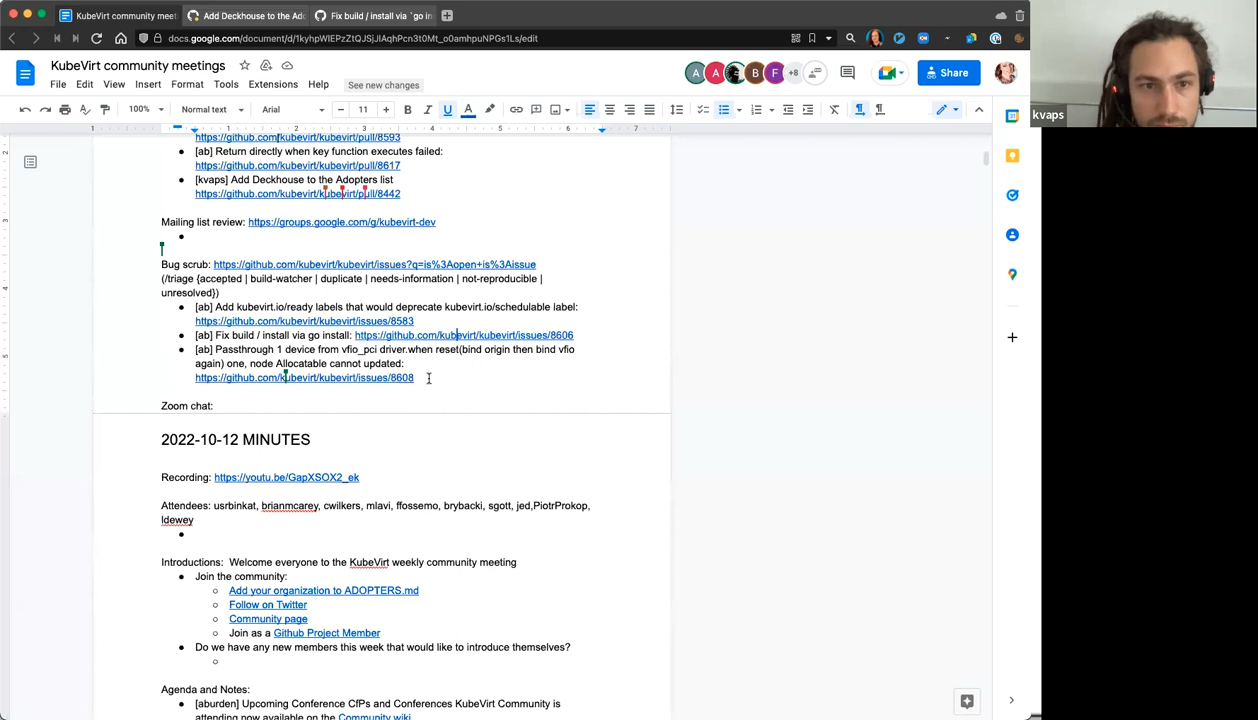 KubeVirt community meet
Add Deckhouse to the Ado
Fix build / install via `go in
docs.google.com/document/d/1kyhpWIEPzZtQJSjJIAqhPcn3t0Mt_o0amhpuNPGs1Ls/edit
KubeVirt community meetings
File Edit View Insert Format Tools Extensions Help See new changes
A A B F +8 Share
100% Normal text Arial 11 B I U A
1 1 2 3 4 5 6 7
https://github.com/kubevirt/kubevirt/pull/8593
[ab] Return directly when key function executes failed:
https://github.com/kubevirt/kubevirt/pull/8617
[kvaps] Add Deckhouse to the Adopters list
https://github.com/kubevirt/kubevirt/pull/8442
Mailing list review: https://groups.google.com/g/kubevirt-dev
Bug scrub: https://github.com/kubevirt/kubevirt/issues?q=is%3Aopen+is%3Aissue
(/triage {accepted | build-watcher | duplicate | needs-information | not-reproducible |
unresolved})
[ab] Add kubevirt.io/ready labels that would deprecate kubevirt.io/schedulable label:
https://github.com/kubevirt/kubevirt/issues/8583
[ab] Fix build / install via go install: https://github.com/kubevirt/kubevirt/issues/8606
[ab] Passthrough 1 device from vfio_pci driver.when reset(bind origin then bind vfio
again) one, node Allocatable cannot updated:
https://github.com/kubevirt/kubevirt/issues/8608
Zoom chat:
2022-10-12 MINUTES
Recording: https://youtu.be/GapXSOX2_ek
Attendees: usrbinkat, brianmcarey, cwilkers, mlavi, ffossemo, brybacki, sgott, jed,PiotrProkop,
ldewey
Introductions: Welcome everyone to the KubeVirt weekly community meeting
Join the community:
Add your organization to ADOPTERS.md
Follow on Twitter
Community page
Join as a Github Project Member
Do we have any new members this week that would like to introduce themselves?
Agenda and Notes:
[aburden] Upcoming Conference CfPs and Conferences KubeVirt Community is
attending now available on the Community wiki
kvaps